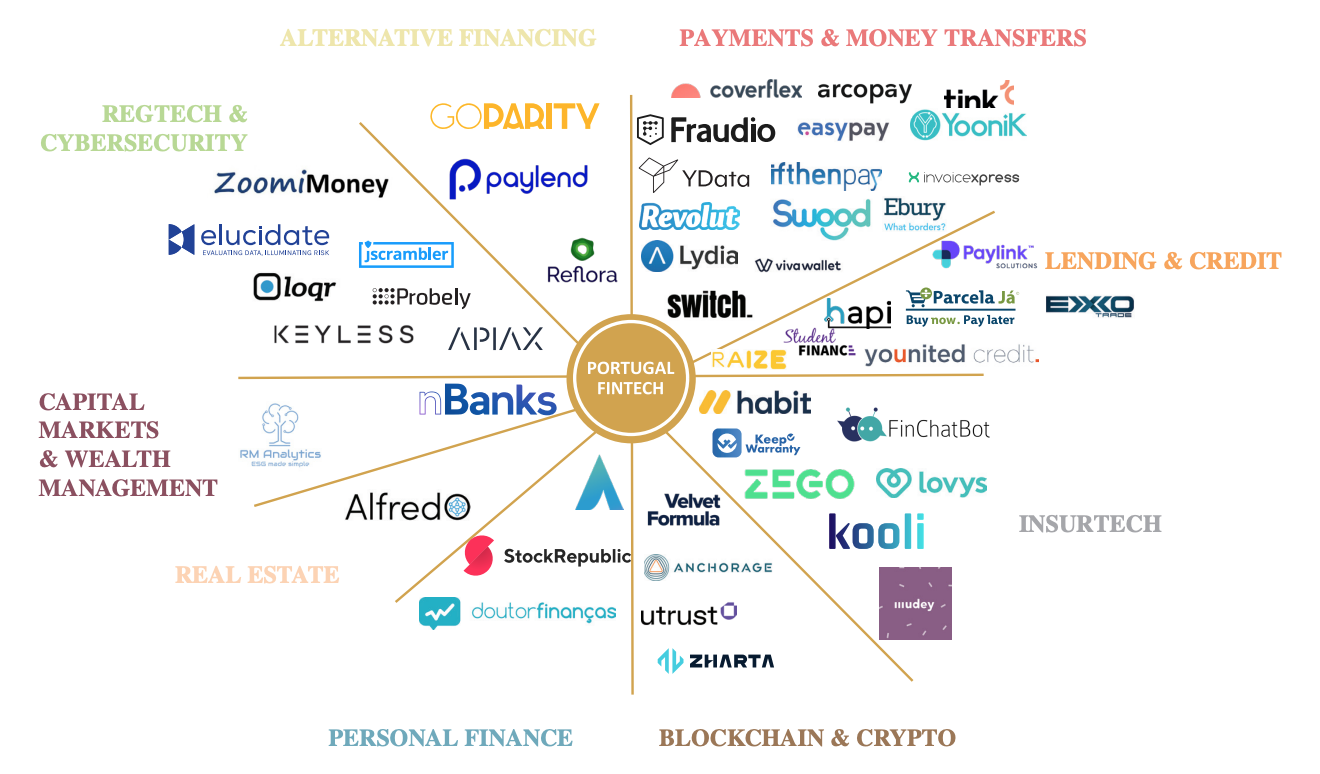 ALTERNATIVE FINANCING
PAYMENTS & MONEY TRANSFERS
REGTECH &
CYBERSECURITY
GOPARITY
paylend
Reflora
coverflex
arcopay
tink
Fraudio
easypay
YooniK
YData
ifthenpay
invoicexpress
Revolut
Swood
Ebury
What borders?
Lydia
vivawallet
switch.
ZoomiMoney
elucidate
EVALUATING DATA, ILLUMINATING RISK
jscrambler
loqr
Probely
KEYLESS
APIAX
Paylink™
SOLUTIONS
LENDING & CREDIT
hapi
Parcela Já
Buy now. Pay later
EXXO
TRADE
Student
FINANCE
RAIZE
younited credit.
PORTUGAL
FINTECH
CAPITAL
MARKETS
& WEALTH
MANAGEMENT
nBanks
RM Analytics
ESG made simple
habit
FinChatBot
Keep
Warranty
ZEGO
lovys
kooli
mudey
INSURTECH
AlfredO
REAL ESTATE
StockRepublic
doutorfinanças
Velvet
Formula
ANCHORAGE
utrust
ZHARTA
PERSONAL FINANCE
BLOCKCHAIN & CRYPTO